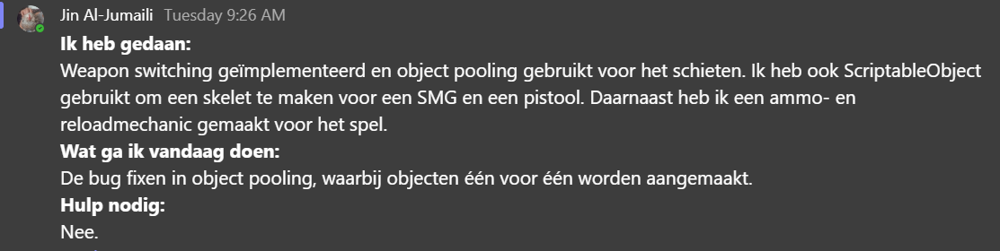 Jin Al-Jumaili Tuesday 9:26 AM
Ik heb gedaan:
Weapon switching geïmplementeerd en object pooling gebruikt voor het schieten. Ik heb ook ScriptableObject
gebruikt om een skelet te maken voor een SMG en een pistool. Daarnaast heb ik een ammo- en
reloadmechanic gemaakt voor het spel.
Wat ga ik vandaag doen:
De bug fixen in object pooling, waarbij objecten één voor één worden aangemaakt.
Hulp nodig:
Nee.